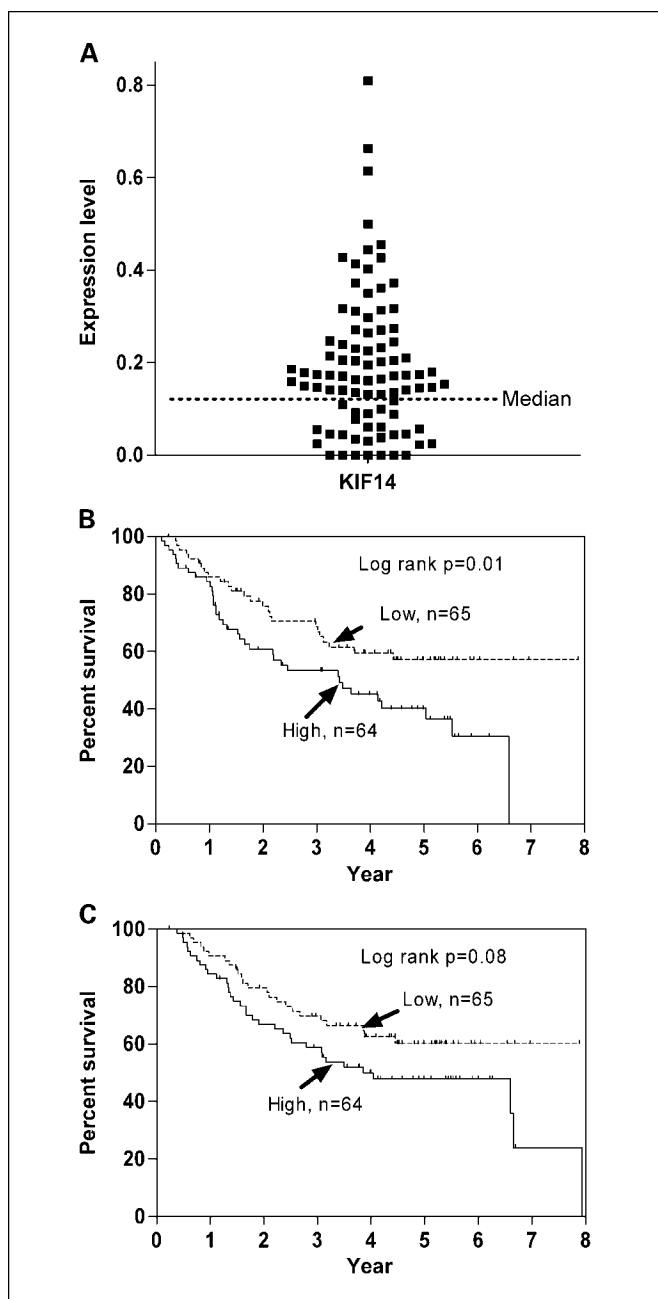 A
0.8
0.6
0.4
0.2
0.0
Expression level
Median
KIF14
B
100
80
60
40
20
0
Percent survival
Log rank p=0.01
Low, n=65
High, n=64
0 1 2 3 4 5 6 7 8
Year
C
100
80
60
40
20
0
Percent survival
Log rank p=0.08
Low, n=65
High, n=64
0 1 2 3 4 5 6 7 8
Year